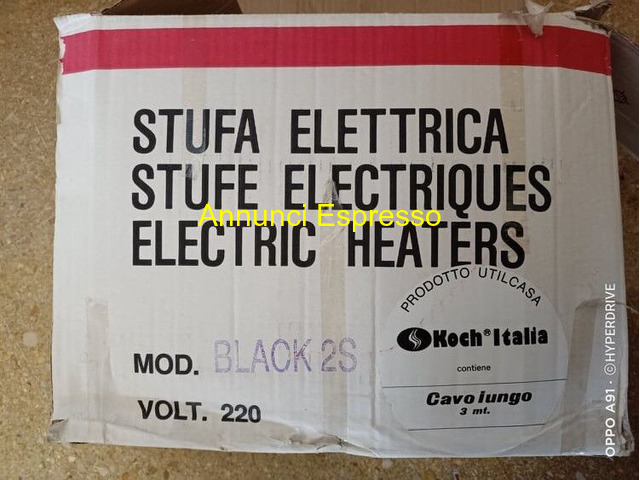 STUFA ELETTRICA
STUFE ELECTRIQUES
Annunci Espresso
ELECTRIC HEATERS
PRODOTTO UTILCASA
Koch® Italia
contiene
Cavo lungo
3 mt.
MOD. BLACK 2S
VOLT. 220
OPPO A91 · ©HYPERDRIVE